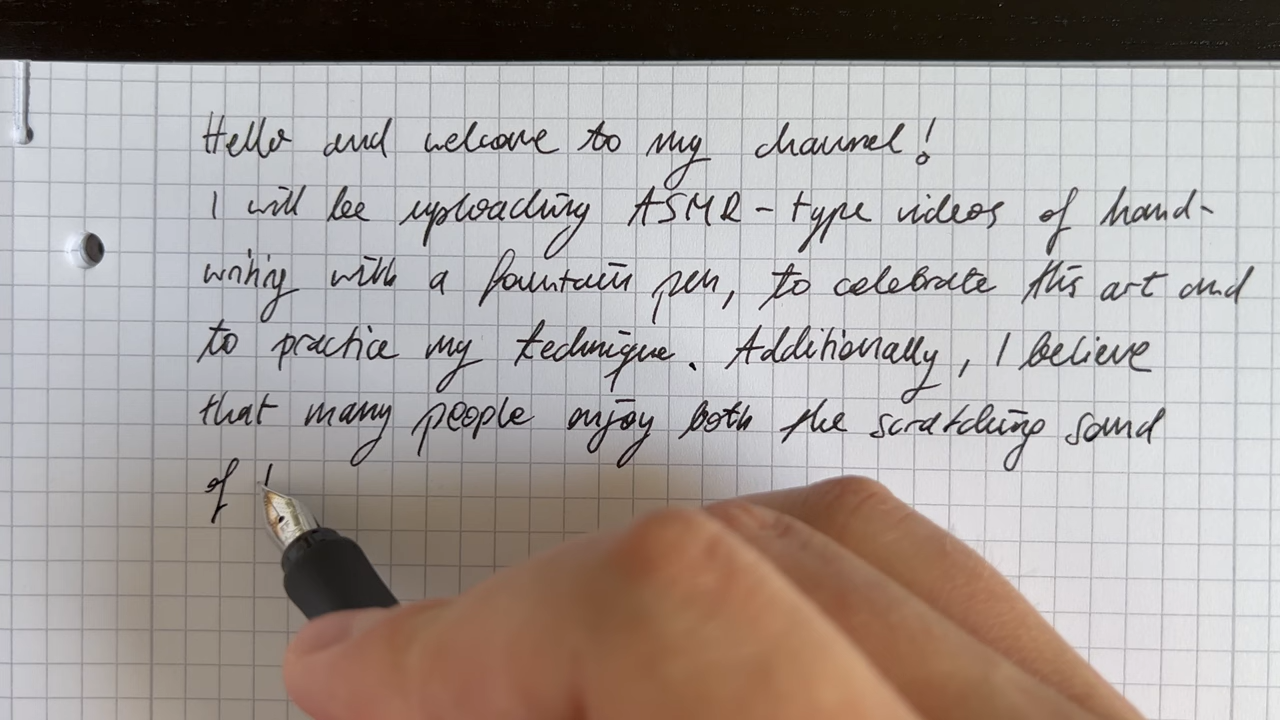 Hello and welcome to my channel!
I will be uploading ASMR-type videos of hand-
writing with a fountain pen, to celebrate this art and
to practice my technique. Additionally, I believe
that many people enjoy both the scratching sound
of